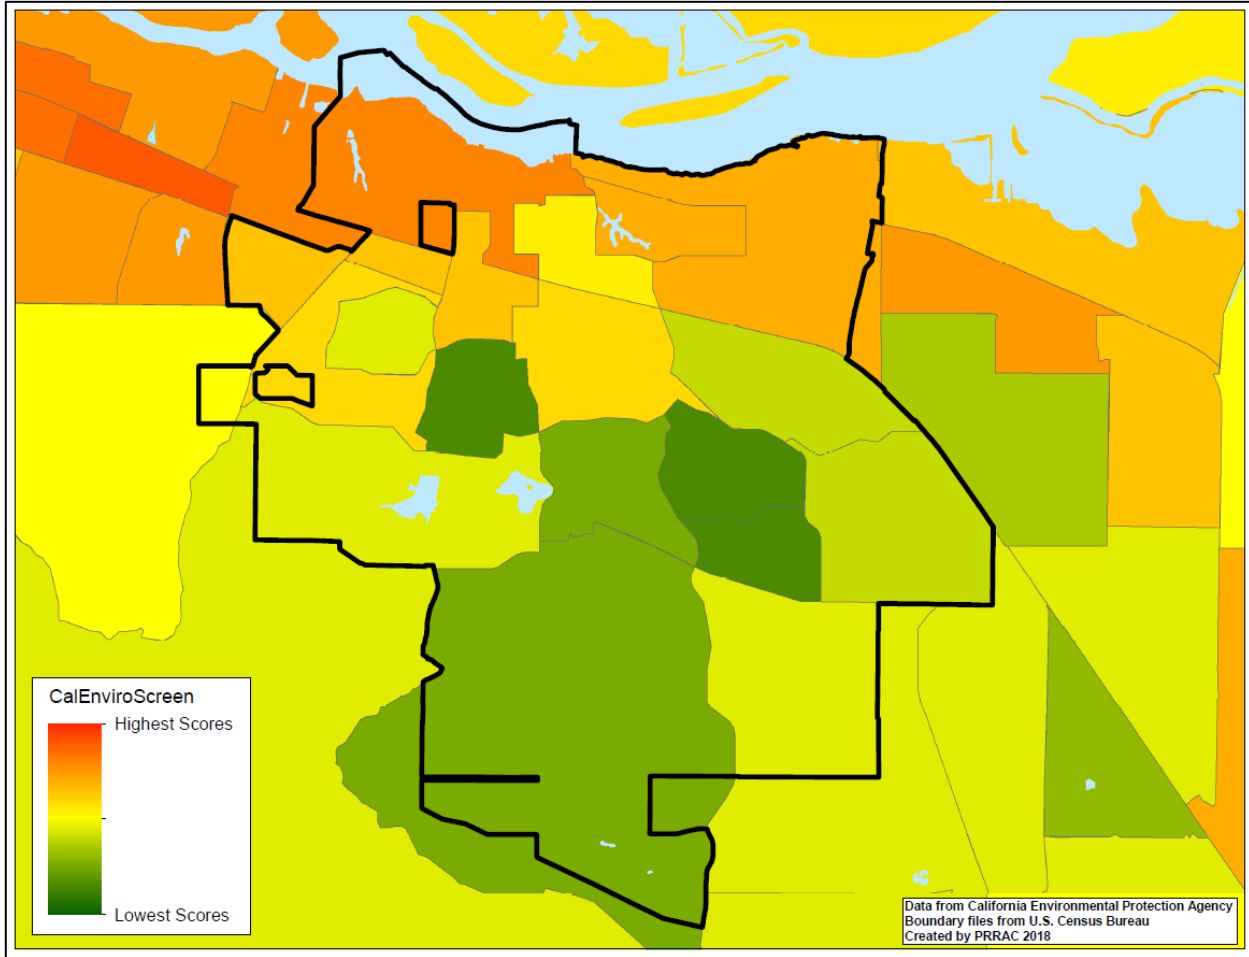 CalEnviroScreen
Highest Scores
Lowest Scores
Data from California Environmental Protection Agency
Boundary files from U.S. Census Bureau
Created by PRRAC 2018